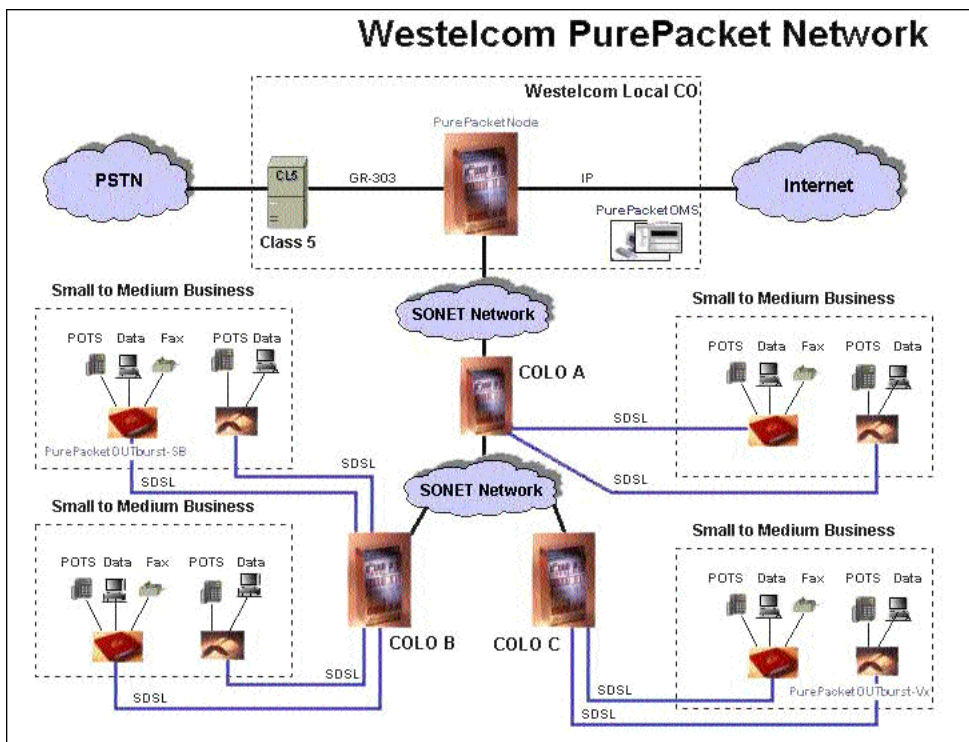 Westelcom PurePacket Network
Westelcom Local CO
PurePacketNode
PSTN
CL5
GR-303
IP
Internet
Class 5
PurePacketOMS
SONET Network
COLO A
Small to Medium Business
POTS Data Fax POTS Data
PurePacketOUTburst-SB
SDSL
SDSL
Small to Medium Business
POTS Data Fax POTS Data
SDSL
SDSL
SONET Network
Small to Medium Business
POTS Data Fax POTS Data
SDSL
SDSL
COLO B
COLO C
Small to Medium Business
POTS Data Fax POTS Data
PurePacketOUTburst-Vx
SDSL
SDSL